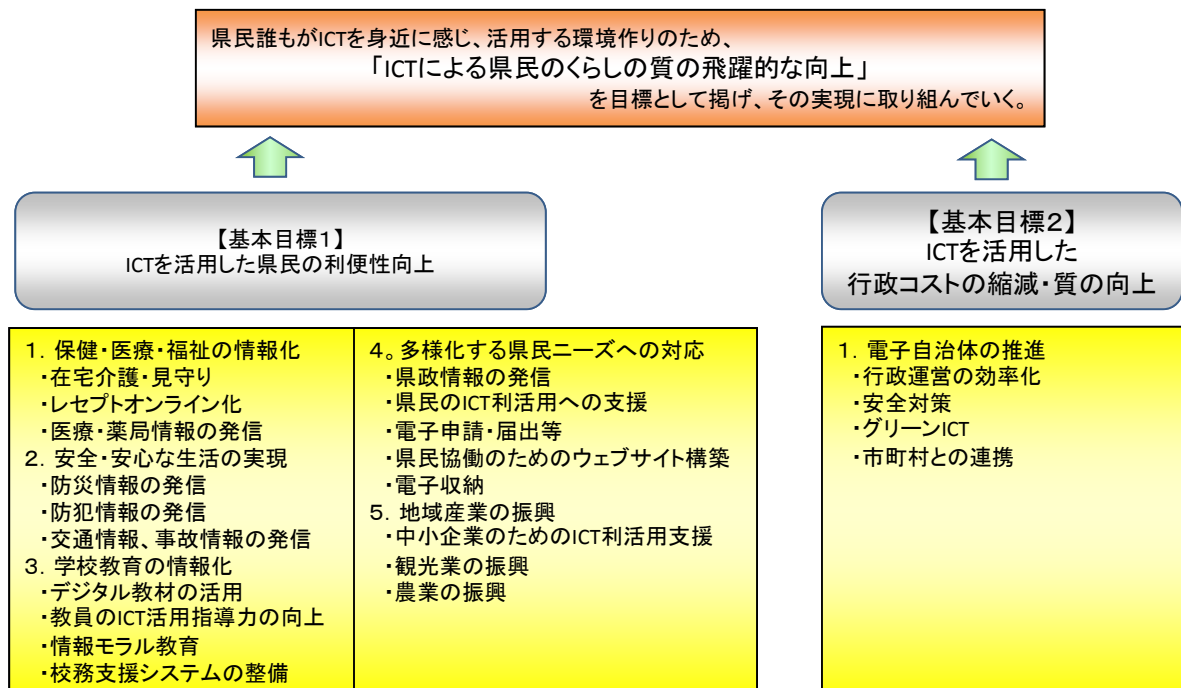 県民誰もがICTを身近に感じ、活用する環境作りのため、
「ICTによる県民のくらしの質の飛躍的な向上」
を目標として掲げ、その実現に取り組んでいく。
【基本目標1】
ICTを活用した県民の利便性向上
【基本目標2】
ICTを活用した
行政コストの縮減・質の向上
1．保健・医療・福祉の情報化
・在宅介護・見守り
・レセプトオンライン化
・医療・薬局情報の発信
2．安全・安心な生活の実現
・防災情報の発信
・防犯情報の発信
・交通情報、事故情報の発信
3．学校教育の情報化
・デジタル教材の活用
・教員のICT活用指導力の向上
・情報モラル教育
・校務支援システムの整備
4。多様化する県民ニーズへの対応
・県政情報の発信
・県民のICT利活用への支援
・電子申請・届出等
・県民協働のためのウェブサイト構築
・電子収納
5．地域産業の振興
・中小企業のためのICT利活用支援
・観光業の振興
・農業の振興
1．電子自治体の推進
・行政運営の効率化
・安全対策
・グリーンICT
・市町村との連携